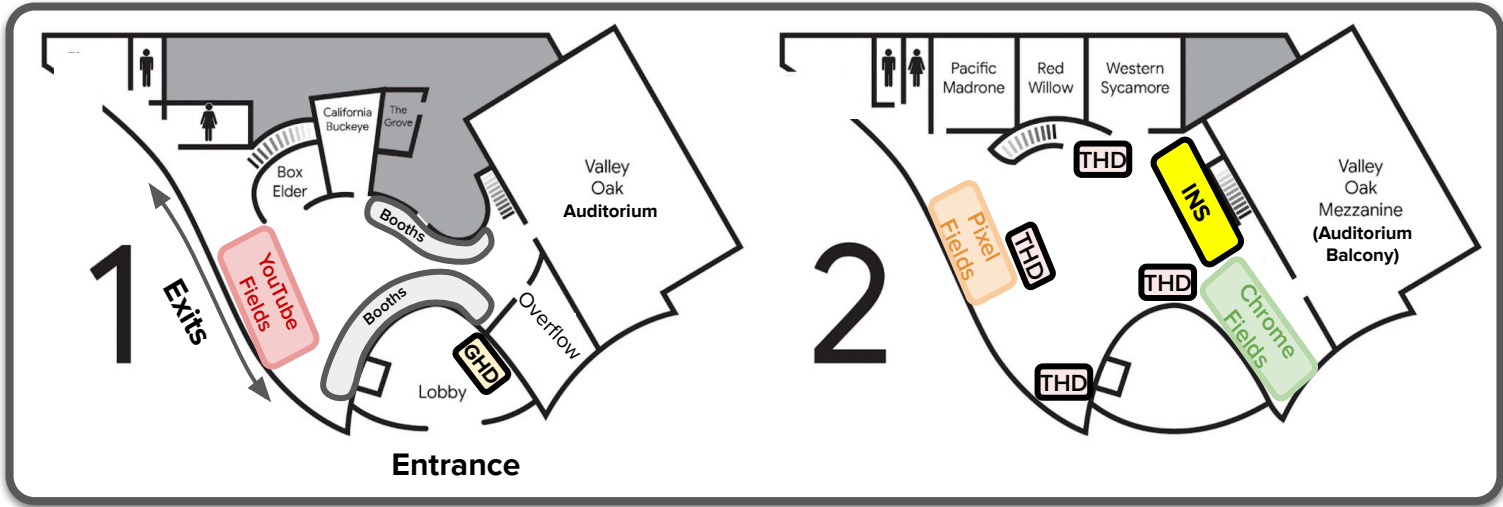 1
California
Buckeye
The
Grove
Box
Elder
Valley
Oak
Auditorium
Booths
Booths
YouTube
Fields
Exits
Overflow
GHD
Lobby
Entrance
2
Pacific
Madrone
Red
Willow
Western
Sycamore
THD
INS
Valley
Oak
Mezzanine
(Auditorium
Balcony)
Pixel
Fields
THD
THD
Chrome
Fields
THD